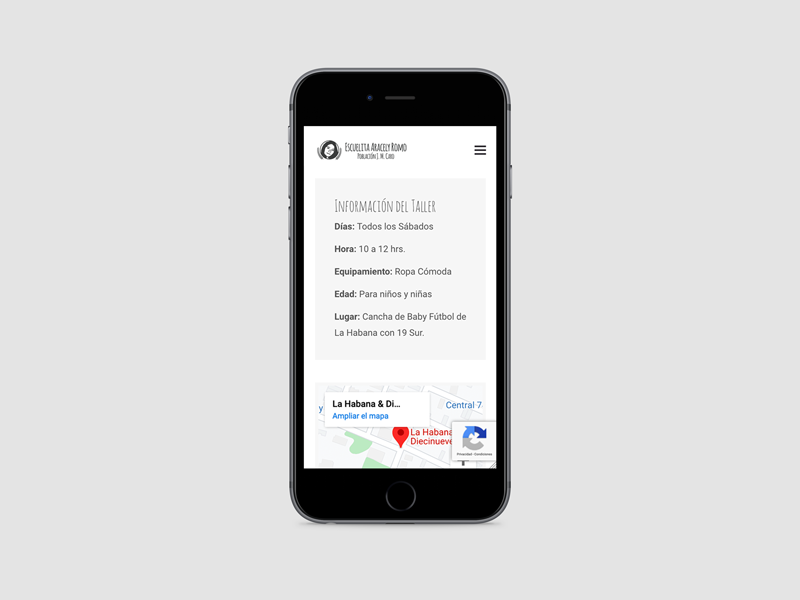 Escuelita Aracely Romo
Población J. M. Caro
Información del Taller
Días: Todos los Sábados
Hora: 10 a 12 hrs.
Equipamiento: Ropa Cómoda
Edad: Para niños y niñas
Lugar: Cancha de Baby Fútbol de
La Habana con 19 Sur.
La Habana & Di...
Ampliar el mapa
y
Central 7
La Habana
Diecinueve
Privacidad - Condiciones